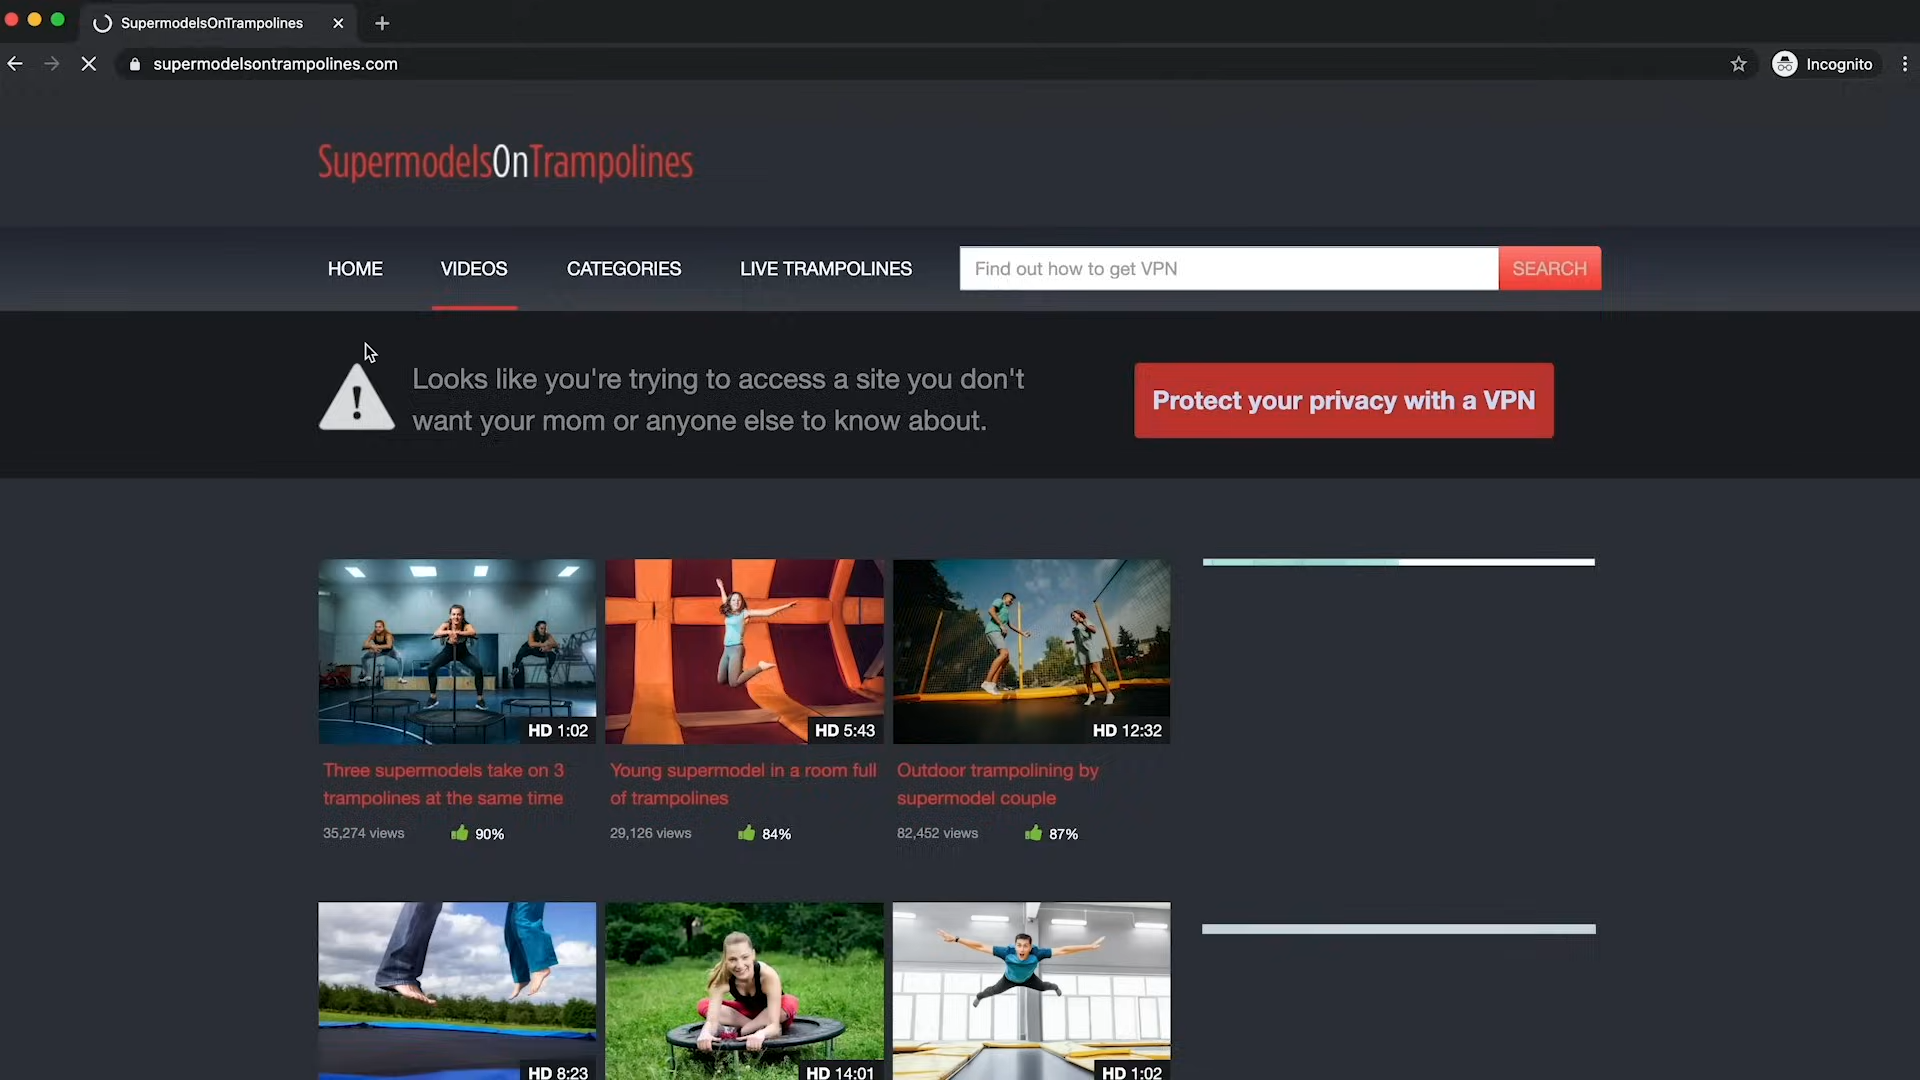 SupermodelsOnTrampolines
supermodelsontrampolines.com
Incognito
SupermodelsOnTrampolines
HOME
VIDEOS
CATEGORIES
LIVE TRAMPOLINES
Find out how to get VPN
SEARCH
Looks like you're trying to access a site you don't
want your mom or anyone else to know about.
Protect your privacy with a VPN
HD 1:02
HD 5:43
HD 12:32
Three supermodels take on 3
trampolines at the same time
35,274 views
90%
Young supermodel in a room full
of trampolines
29,126 views
84%
Outdoor trampolining by
supermodel couple
82,452 views
87%
HD 8:23
HD 14:01
HD 1:02